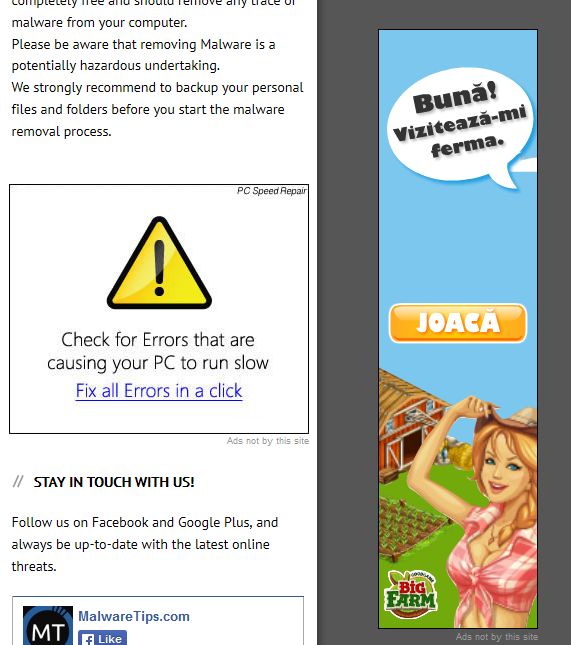 completely free and should remove any trace of
malware from your computer.
Please be aware that removing Malware is a
potentially hazardous undertaking.
We strongly recommend to backup your personal
files and folders before you start the malware
removal process.
PC Speed Repair
Check for Errors that are
causing your PC to run slow
Fix all Errors in a click
Ads not by this site
// STAY IN TOUCH WITH US!
Follow us on Facebook and Google Plus, and
always be up-to-date with the latest online
threats.
MT
MalwareTips.com
Like
Bună!
Vizitează-mi
ferma.
JOACĂ
GOODGAME
BIG
FARM
Ads not by this site